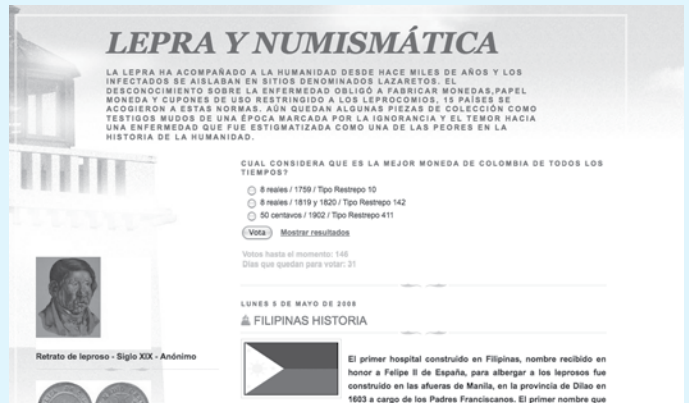 LEPRA Y NUMISMÁTICA
LA LEPRA HA ACOMPAÑADO A LA HUMANIDAD DESDE HACE MILES DE AÑOS Y LOS
INFECTADOS SE AISLABAN EN SITIOS DENOMINADOS LAZARETOS. EL
DESCONOCIMIENTO SOBRE LA ENFERMEDAD OBLIGÓ A FABRICAR MONEDAS,PAPEL
MONEDA Y CUPONES DE USO RESTRINGIDO A LOS LEPROCOMIOS, 15 PAÍSES SE
ACOGIERON A ESTAS NORMAS. AÚN QUEDAN ALGUNAS PIEZAS DE COLECCIÓN COMO
TESTIGOS MUDOS DE UNA ÉPOCA MARCADA POR LA IGNORANCIA Y EL TEMOR HACIA
UNA ENFERMEDAD QUE FUE ESTIGMATIZADA COMO UNA DE LAS PEORES EN LA
HISTORIA DE LA HUMANIDAD.
CUAL CONSIDERA QUE ES LA MEJOR MONEDA DE COLOMBIA DE TODOS LOS
TIEMPOS?
8 reales / 1759 / Tipo Restrepo 10
8 reales / 1819 y 1820 / Tipo Restrepo 142
50 centavos / 1902 / Tipo Restrepo 411
Vota Mostrar resultados
Votos hasta el momento: 146
Días que quedan para votar: 31
LUNES 5 DE MAYO DE 2008
FILIPINAS HISTORIA
Retrato de leproso - Siglo XIX - Anónimo
El primer hospital construido en Filipinas, nombre recibido en
honor a Felipe II de España, para albergar a los leprosos fue
construido en las afueras de Manila, en la provincia de Dilao en
1603 a cargo de los Padres Franciscanos. El primer nombre que